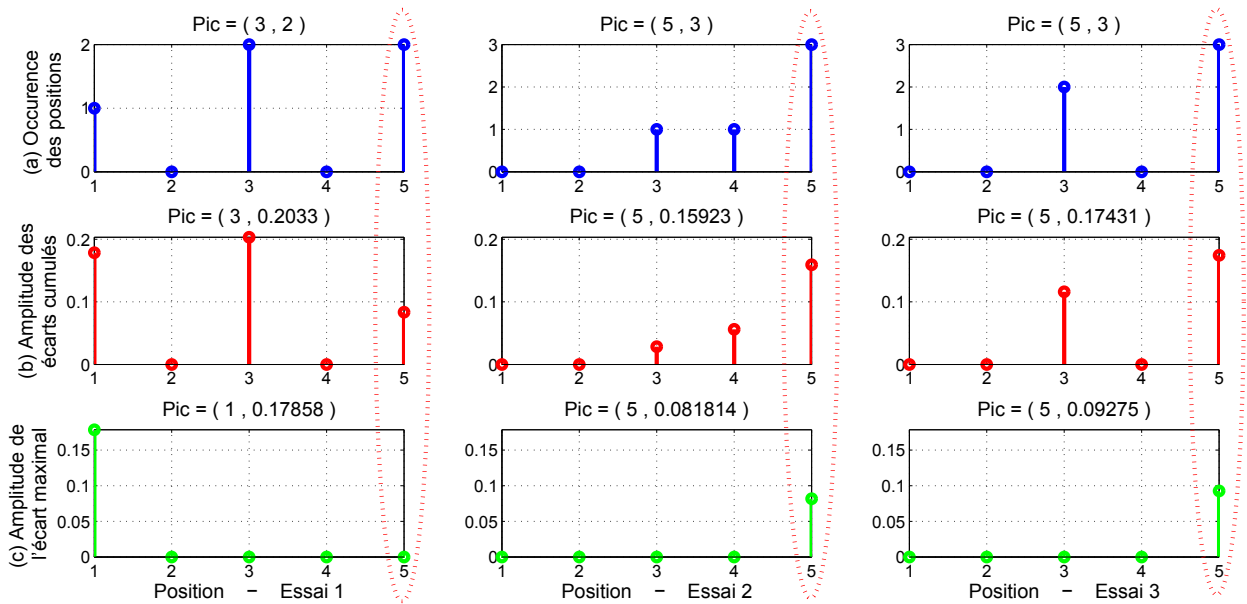 Pic = ( 3 , 2 )
Pic = ( 5 , 3 )
Pic = ( 5 , 3 )
(a) Occurence
des positions
2
1
0
1 2 3 4 5
3
2
1
0
1 2 3 4 5
3
2
1
0
1 2 3 4 5
Pic = ( 3 , 0.2033 )
Pic = ( 5 , 0.15923 )
Pic = ( 5 , 0.17431 )
(b) Amplitude des
écarts cumulés
0.2
0.1
0
1 2 3 4 5
0.2
0.1
0
1 2 3 4 5
0.2
0.1
0
1 2 3 4 5
Pic = ( 1 , 0.17858 )
Pic = ( 5 , 0.081814 )
Pic = ( 5 , 0.09275 )
(c) Amplitude de
l'écart maximal
0.15
0.1
0.05
0
1 2 3 4 5
0.15
0.1
0.05
0
1 2 3 4 5
0.15
0.1
0.05
0
1 2 3 4 5
Position − Essai 1
Position − Essai 2
Position − Essai 3